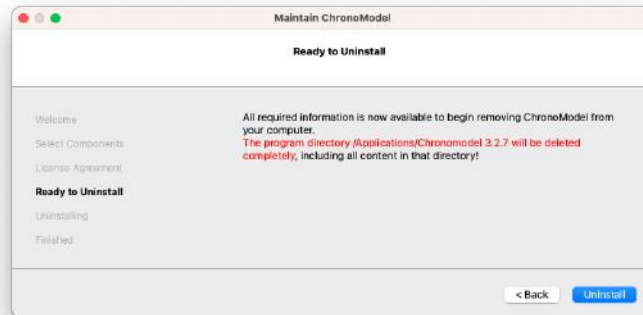 Maintain ChronoModel
Ready to Uninstall
Welcome
Select Components
License Agreement
Ready to Uninstall
Uninstalling
Finished
All required information is now available to begin removing ChronoModel from
your computer.
The program directory /Applications/Chronomodel 3.2.7 will be deleted
completely, including all content in that directory!
< Back
Uninstall